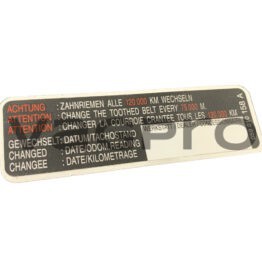 ACHTUNG : ZAHNRIEMEN ALLE 120.000 KM WECHSELN
ATTENTION : CHANGE THE TOOTHED BELT EVERY 75.000 M.
ATTENTION : CHANGER LA COURROIE CRANTEE TOUS LES 120.000 KM
GEWECHSELT : DATUM/TACHOSTAND
CHANGED : DATE/ODOM.READING
CHANGEE : DATE/KILOMETRAGE
158 A